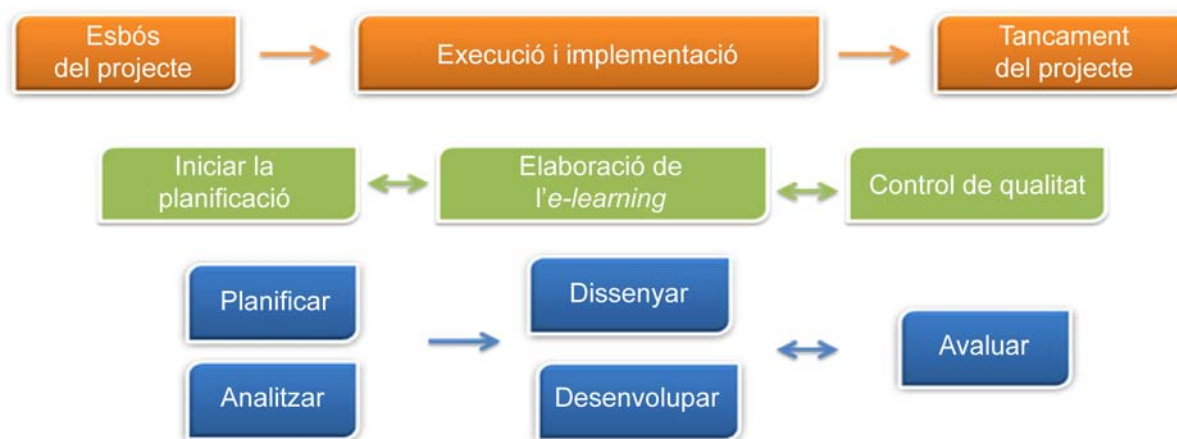 Esbós
del projecte
Execució i implementació
Tancament
del projecte
Iniciar la
planificació
Elaboració de
l'e-learning
Control de qualitat
Planificar
Dissenyar
Analitzar
Desenvolupar
Avaluar